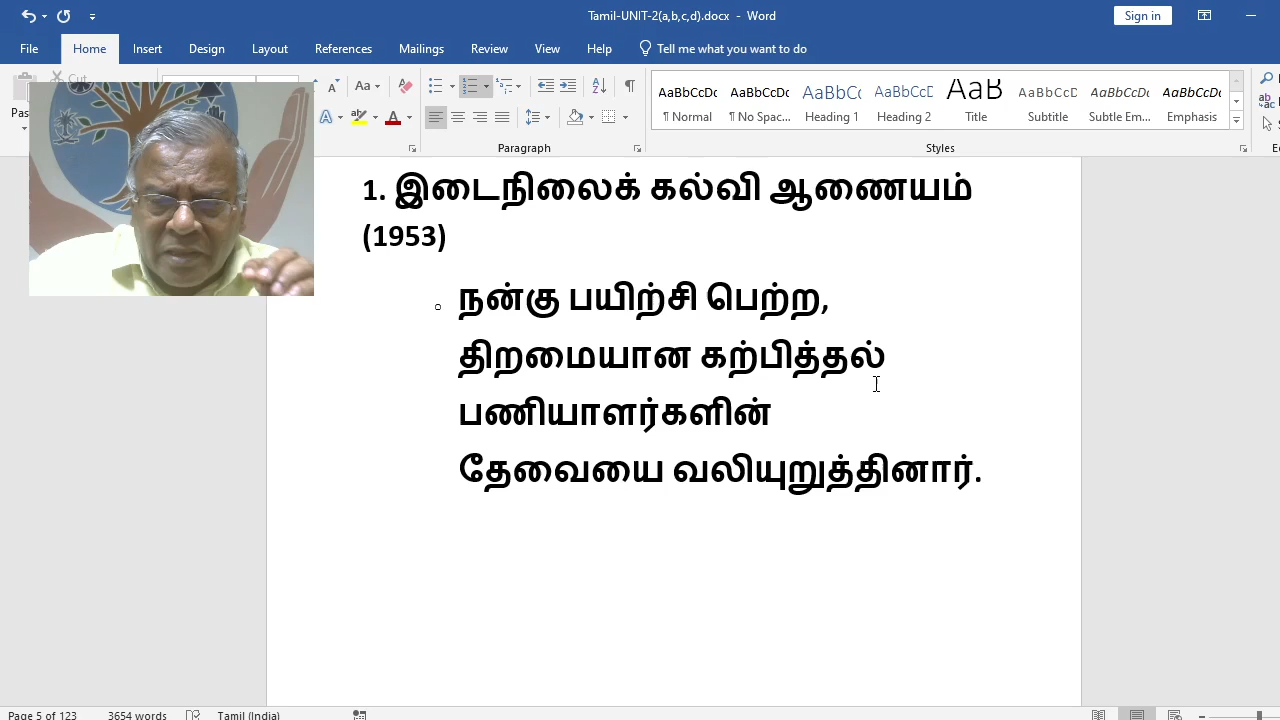 Tamil-UNIT-2(a,b,c,d).docx - Word
Sign in
File Home Insert Design Layout References Mailings Review View Help Tell me what you want to do
Cut
Aa
AaBbCcDc AaBbCcDc AaBbCc AaBbCcD AaB AaBbCcD AaBbCcDc AaBbCcDc
¶ Normal ¶ No Spac... Heading 1 Heading 2 Title Subtitle Subtle Em... Emphasis
Paragraph Styles
1. இடைநிலைக் கல்வி ஆணையம்
(1953)
நன்கு பயிற்சி பெற்ற,
திறமையான கற்பித்தல்
பணியாளர்களின்
தேவையை வலியுறுத்தினார்.
Page 5 of 123 3654 words Tamil (India)